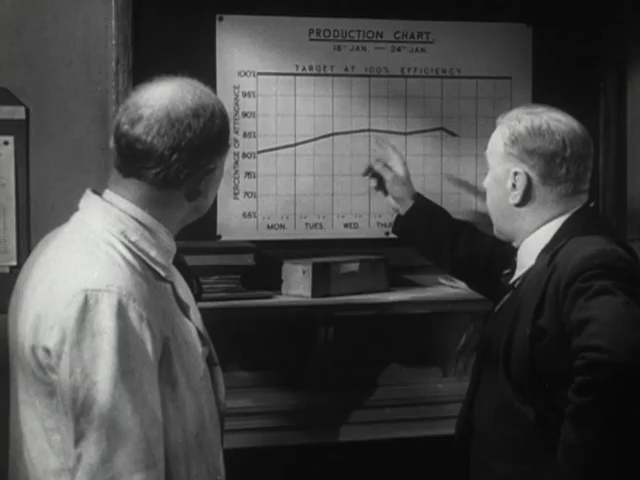 PRODUCTION CHART.
18TH JAN. — 24TH JAN.
TARGET AT 100% EFFICIENCY
100%
95%
90%
85%
80%
75%
70%
65%
PERCENTAGE OF ATTENDANCE
MON. TUES. WED. THUR